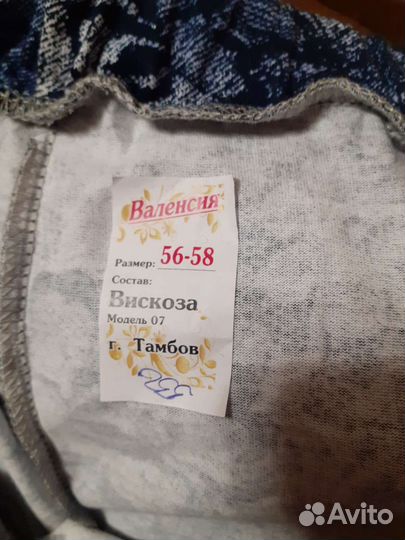 Валенсия
Размер: 56-58
Состав:
Вискоза
Модель 07
г. Тамбов
Avito